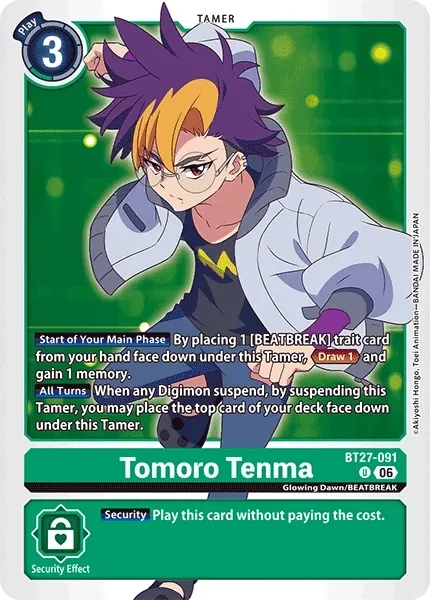 Play
3
TAMER
Start of Your Main Phase By placing 1 [BEATBREAK] trait card
from your hand face down under this Tamer, Draw 1 and
gain 1 memory.
All Turns When any Digimon suspend, by suspending this
Tamer, you may place the top card of your deck face down
under this Tamer.
©Akiyoshi Hongo, Toei Animation—BANDAI MADE IN JAPAN
Tomoro Tenma
BT27-091
U 06
Glowing Dawn/BEATBREAK
Security Play this card without paying the cost.
Security Effect